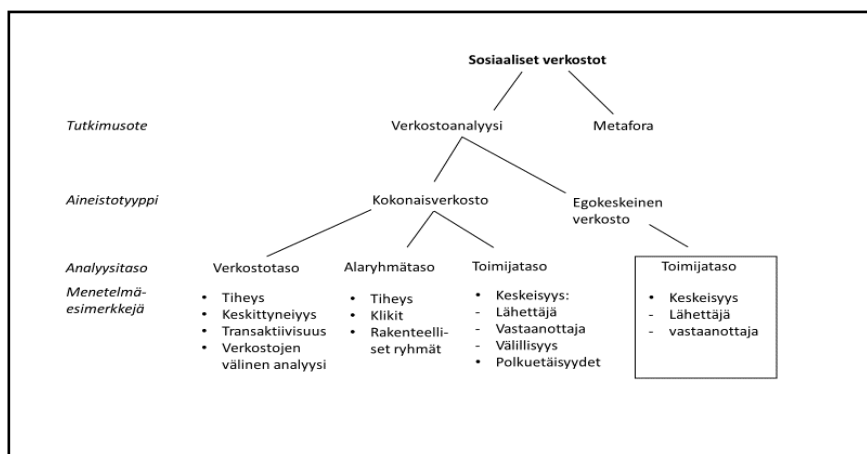 Sosiaaliset verkostot
Tutkimusote
Verkostoanalyysi
Metafora
Aineistotyyppi
Kokonaisverkosto
Egokeskeinen
verkosto
Analyysitaso
Verkostotaso
Alaryhmätaso
Toimijataso
Toimijataso
Menetelmä-
esimerkkejä
• Tiheys
• Keskittyneiyys
• Transaktiivisuus
• Verkostojen
välinen analyysi
• Tiheys
• Klikit
• Rakenteelli-
set ryhmät
• Keskeisyys:
- Lähettäjä
- Vastaanottaja
- Välillisyys
• Polkuetäisyydet
• Keskeisyys
- Lähettäjä
- vastaanottaja